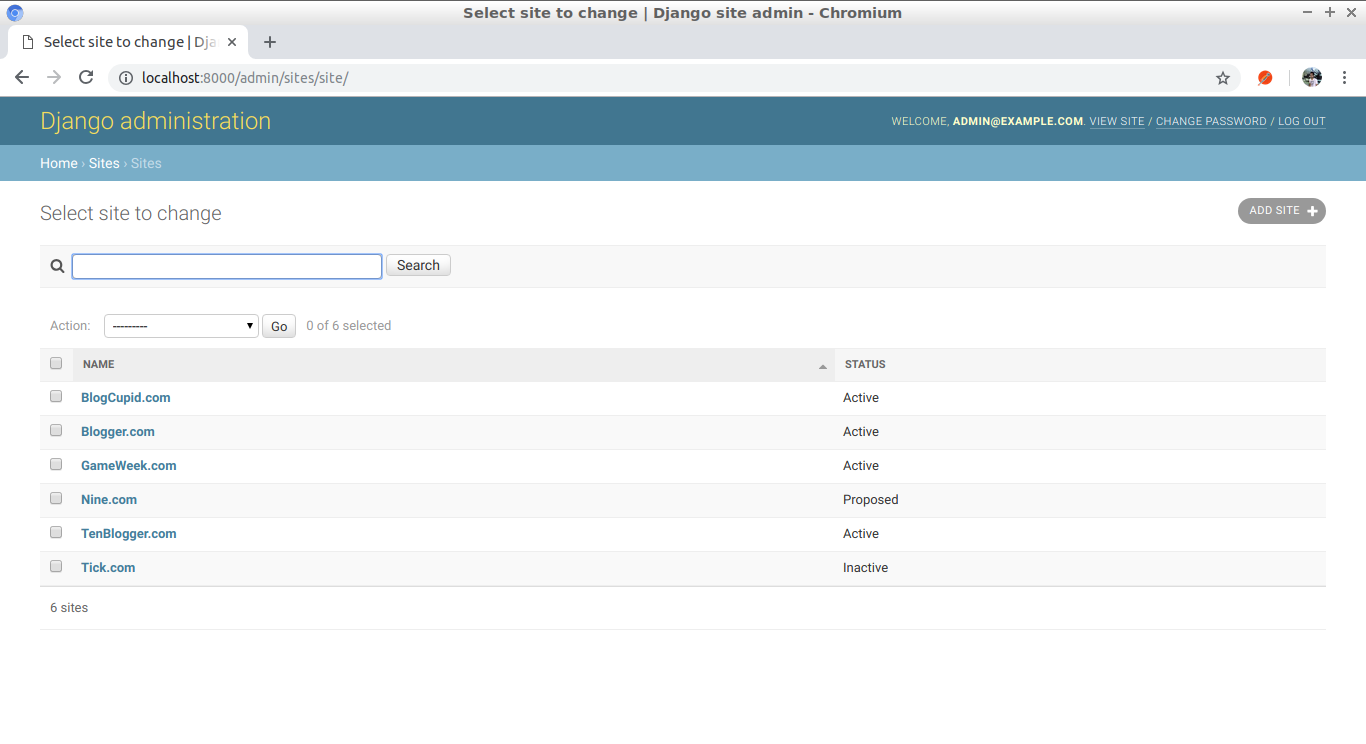 Select site to change | Django site admin - Chromium
Select site to change | Dja
localhost:8000/admin/sites/site/
Django administration
WELCOME, ADMIN@EXAMPLE.COM. VIEW SITE / CHANGE PASSWORD / LOG OUT
Home › Sites › Sites
Select site to change
ADD SITE +
Search
Action: --------- Go 0 of 6 selected
NAME STATUS
BlogCupid.com Active
Blogger.com Active
GameWeek.com Active
Nine.com Proposed
TenBlogger.com Active
Tick.com Inactive
6 sites